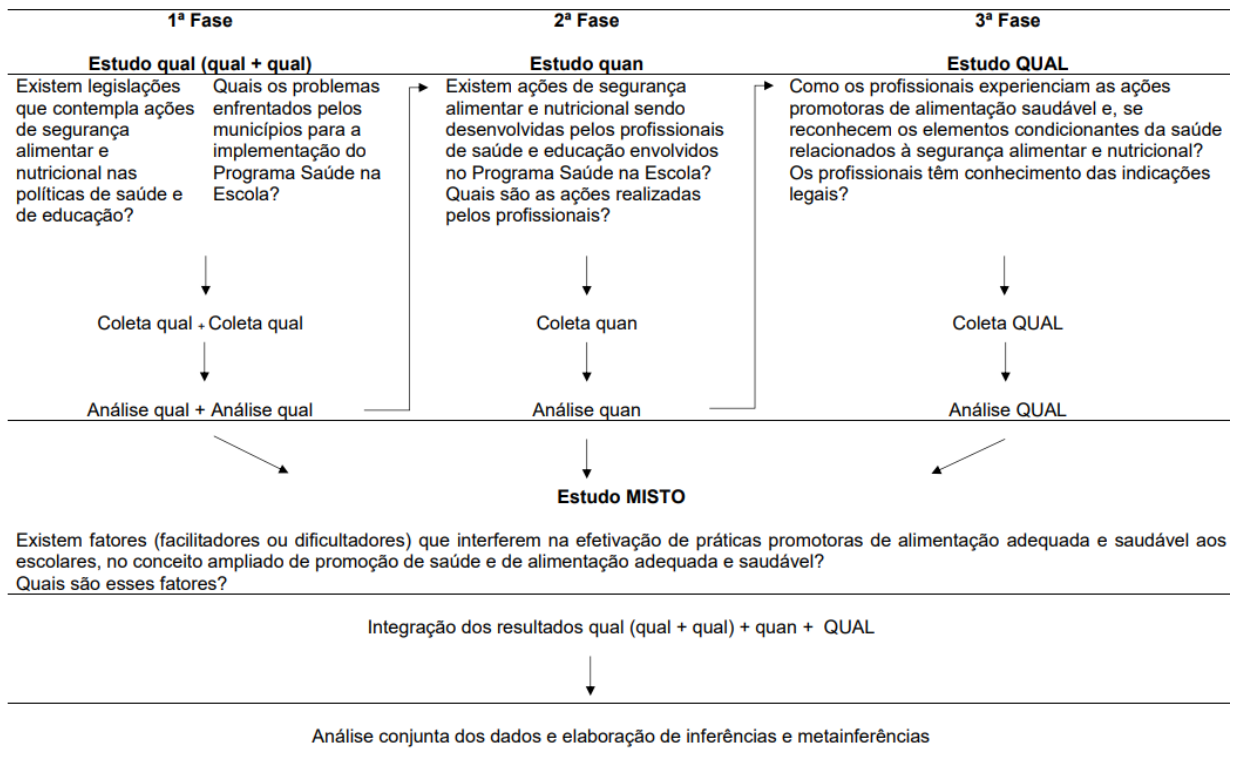 1ª Fase
Estudo qual (qual + qual)
Existem legislações
que contempla ações
de segurança
alimentar e
nutricional nas
políticas de saúde e
de educação?
Quais os problemas
enfrentados pelos
municípios para a
implementação do
Programa Saúde na
Escola?
Coleta qual + Coleta qual
Análise qual + Análise qual
2ª Fase
Estudo quan
Existem ações de segurança
alimentar e nutricional sendo
desenvolvidas pelos profissionais
de saúde e educação envolvidos
no Programa Saúde na Escola?
Quais são as ações realizadas
pelos profissionais?
Coleta quan
Análise quan
3ª Fase
Estudo QUAL
Como os profissionais experienciam as ações
promotoras de alimentação saudável e, se
reconhecem os elementos condicionantes da saúde
relacionados à segurança alimentar e nutricional?
Os profissionais têm conhecimento das indicações
legais?
Coleta QUAL
Análise QUAL
Estudo MISTO
Existem fatores (facilitadores ou dificultadores) que interferem na efetivação de práticas promotoras de alimentação adequada e saudável aos
escolares, no conceito ampliado de promoção de saúde e de alimentação adequada e saudável?
Quais são esses fatores?
Integração dos resultados qual (qual + qual) + quan + QUAL
Análise conjunta dos dados e elaboração de inferências e metainferências